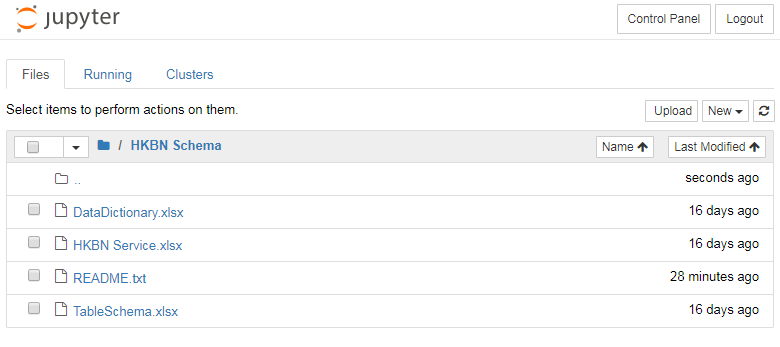 jupyter Control Panel Logout
Files Running Clusters
Select items to perform actions on them. Upload New
/ HKBN Schema Name Last Modified
.. seconds ago
DataDictionary.xlsx 16 days ago
HKBN Service.xlsx 16 days ago
README.txt 28 minutes ago
TableSchema.xlsx 16 days ago